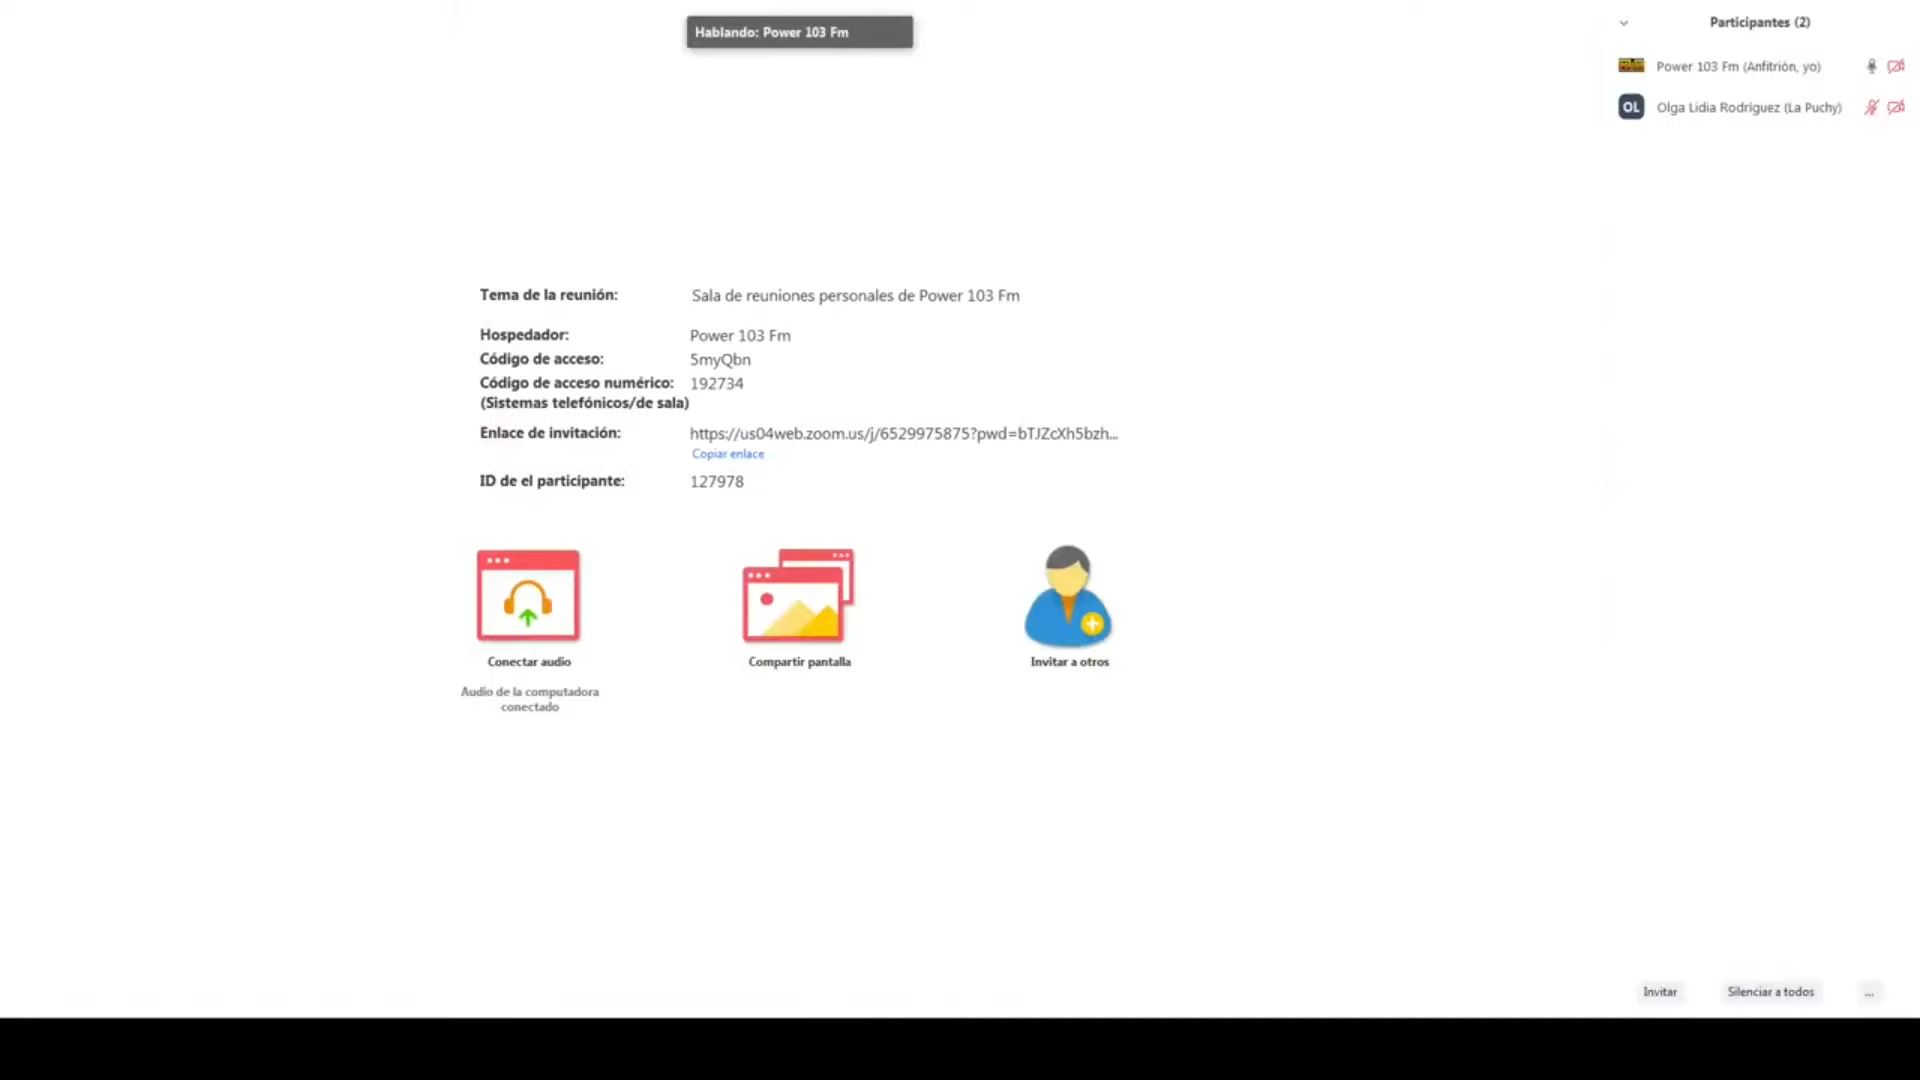 Hablando: Power 103 Fm
Participantes (2)
Power 103 Fm (Anfitrión, yo)
OL Olga Lidia Rodriguez (La Puchy)
Tema de la reunión: Sala de reuniones personales de Power 103 Fm
Hospedador: Power 103 Fm
Código de acceso: 5myQbn
Código de acceso numérico: 192734
(Sistemas telefónicos/de sala)
Enlace de invitación: https://us04web.zoom.us/j/6529975875?pwd=bTJZcXh5bzh...
Copiar enlace
ID de el participante: 127978
Conectar audio
Compartir pantalla
Invitar a otros
Audio de la computadora
conectado
Invitar
Silenciar a todos
...